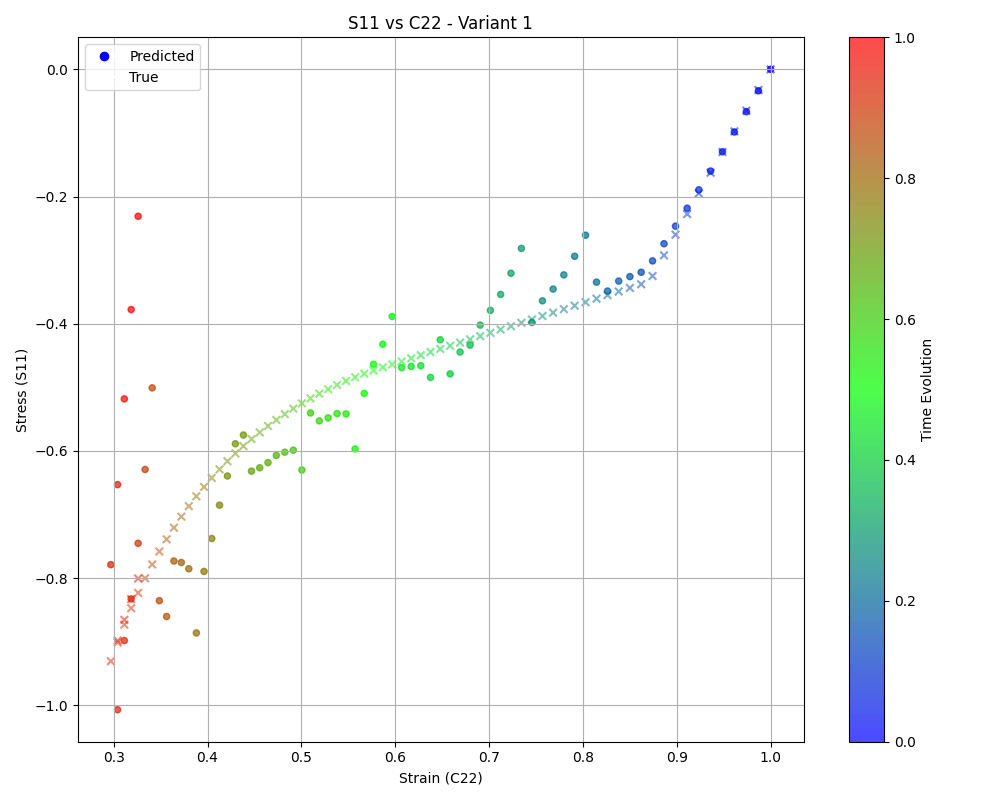 S11 vs C22 - Variant 1
Predicted
True
0.0
−0.2
−0.4
−0.6
−0.8
−1.0
Stress (S11)
0.3 0.4 0.5 0.6 0.7 0.8 0.9 1.0
Strain (C22)
1.0
0.8
0.6
0.4
0.2
0.0
Time Evolution